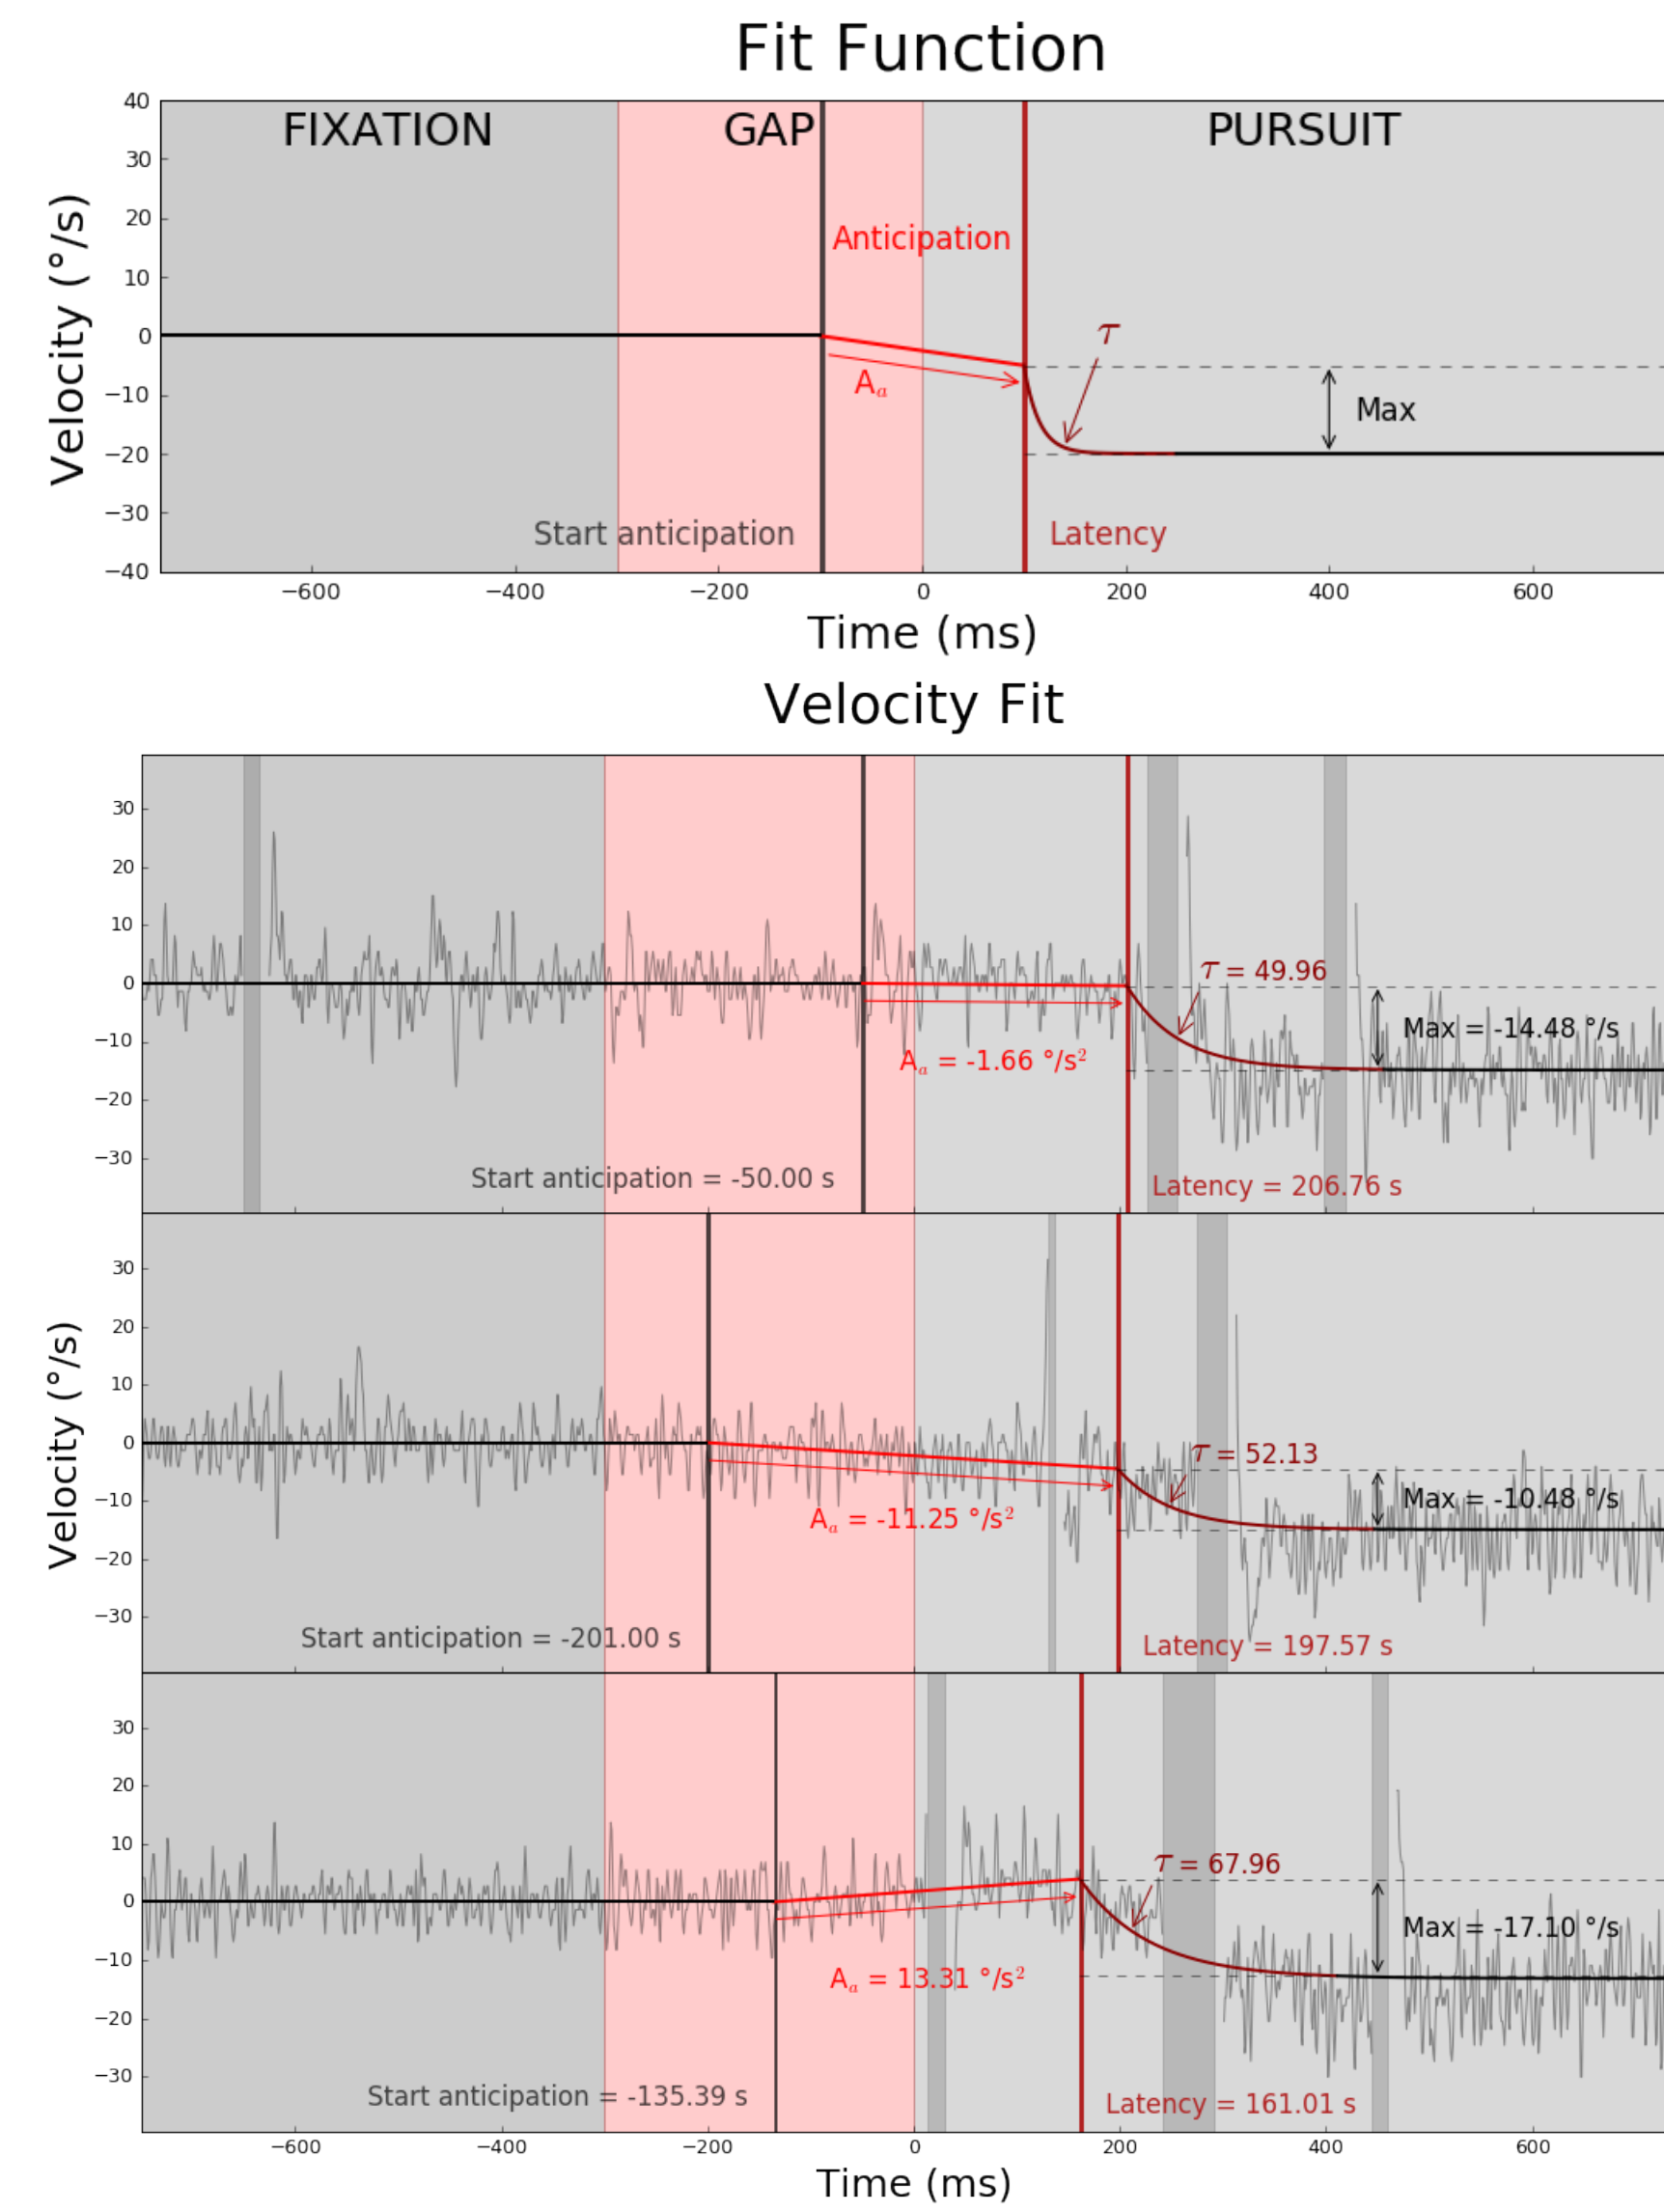 Fit Function
40
FIXATION GAP PURSUIT
30
20
Anticipation
10
τ
0
Aₐ
−10
Max
−20
−30
Start anticipation
Latency
−40
Velocity (°/s)
−600 −400 −200 0 200 400 600
Time (ms)
Velocity Fit
30
20
10
τ = 49.96
0
Max = -14.48 °/s
−10
Aₐ = -1.66 °/s²
−20
−30
Start anticipation = -50.00 s
Latency = 206.76 s
30
20
10
τ = 52.13
0
Max = -10.48 °/s
−10
Aₐ = -11.25 °/s²
−20
−30
Start anticipation = -201.00 s
Latency = 197.57 s
Velocity (°/s)
30
20
10
τ = 67.96
0
Max = -17.10 °/s
−10
Aₐ = 13.31 °/s²
−20
−30
Start anticipation = -135.39 s
Latency = 161.01 s
−600 −400 −200 0 200 400 600
Time (ms)